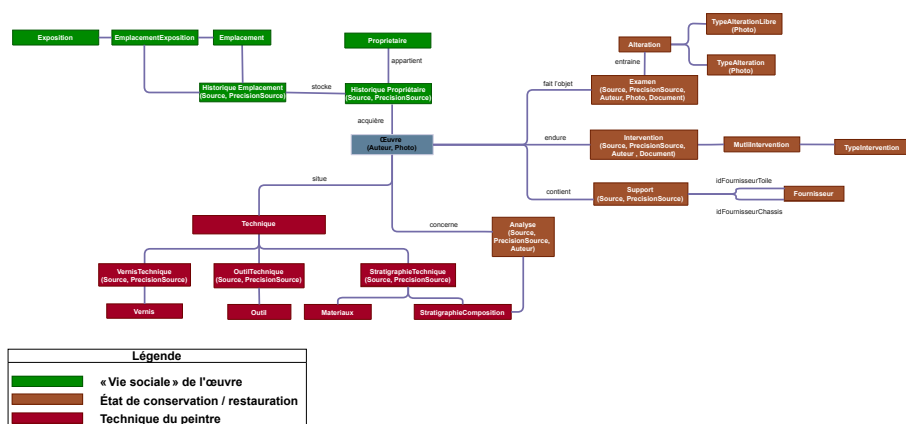 Exposition
EmplacementExposition
Emplacement
Proprietaire
appartient
Historique Emplacement
(Source, PrecisionSource)
stocke
Historique Propriétaire
(Source, PrecisionSource)
acquière
Œuvre
(Auteur, Photo)
TypeAlterationLibre
(Photo)
Alteration
TypeAlteration
(Photo)
entraine
fait l'objet
Examen
(Source, PrecisionSource,
Auteur, Photo, Document)
endure
Intervention
(Source, PrecisionSource,
Auteur , Document)
MutliIntervention
TypeIntervention
contient
Support
(Source, PrecisionSource)
idFournisseurToile
Fournisseur
idFournisseurChassis
situe
concerne
Technique
Analyse
(Source,
PrecisionSource,
Auteur)
VernisTechnique
(Source, PrecisionSource)
OutilTechnique
(Source, PrecisionSource)
StratigraphieTechnique
(Source, PrecisionSource)
Vernis
Outil
Materiaux
StratigraphieComposition
Légende
« Vie sociale » de l'œuvre
État de conservation / restauration
Technique du peintre